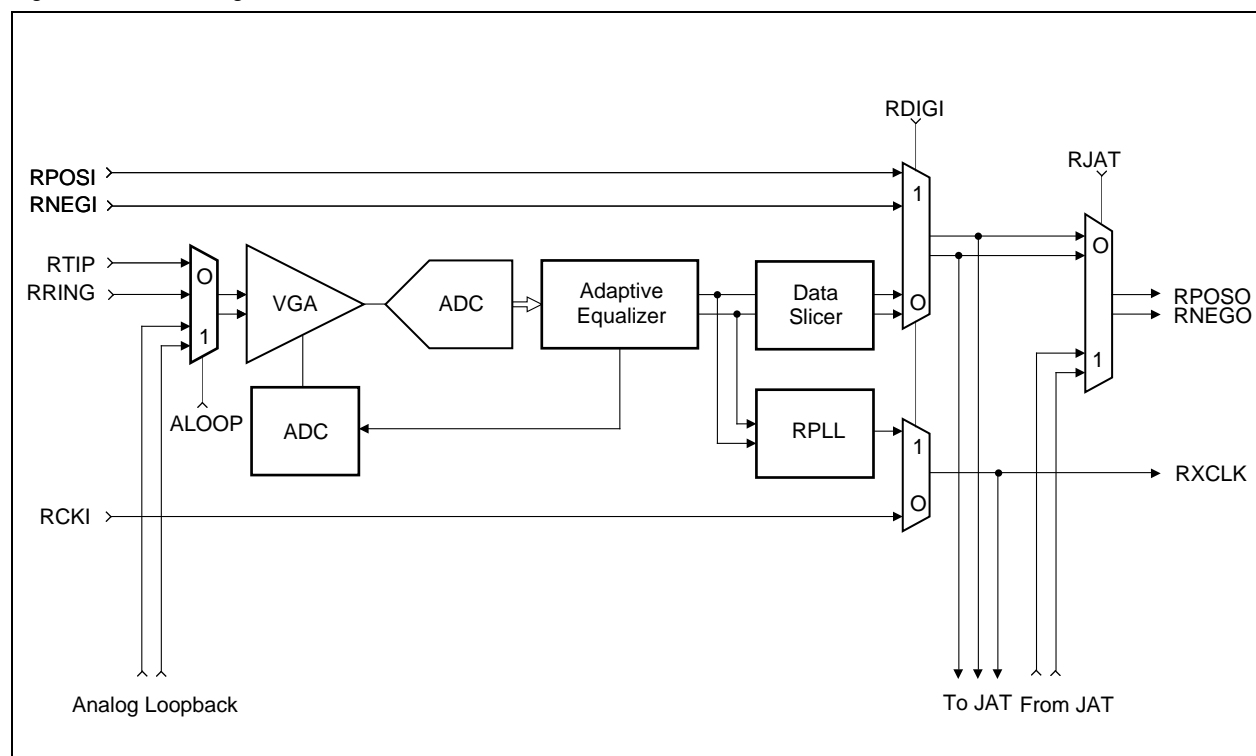 RDIGI
RJAT
RPOSI
RNEGI
1
RTIP
RRING
O
1
VGA
ADC
Adaptive
Equalizer
Data
Slicer
O
O
1
RPOSO
RNEGO
ALOOP
ADC
RPLL
1
O
RXCLK
RCKI
Analog Loopback
To JAT
From JAT